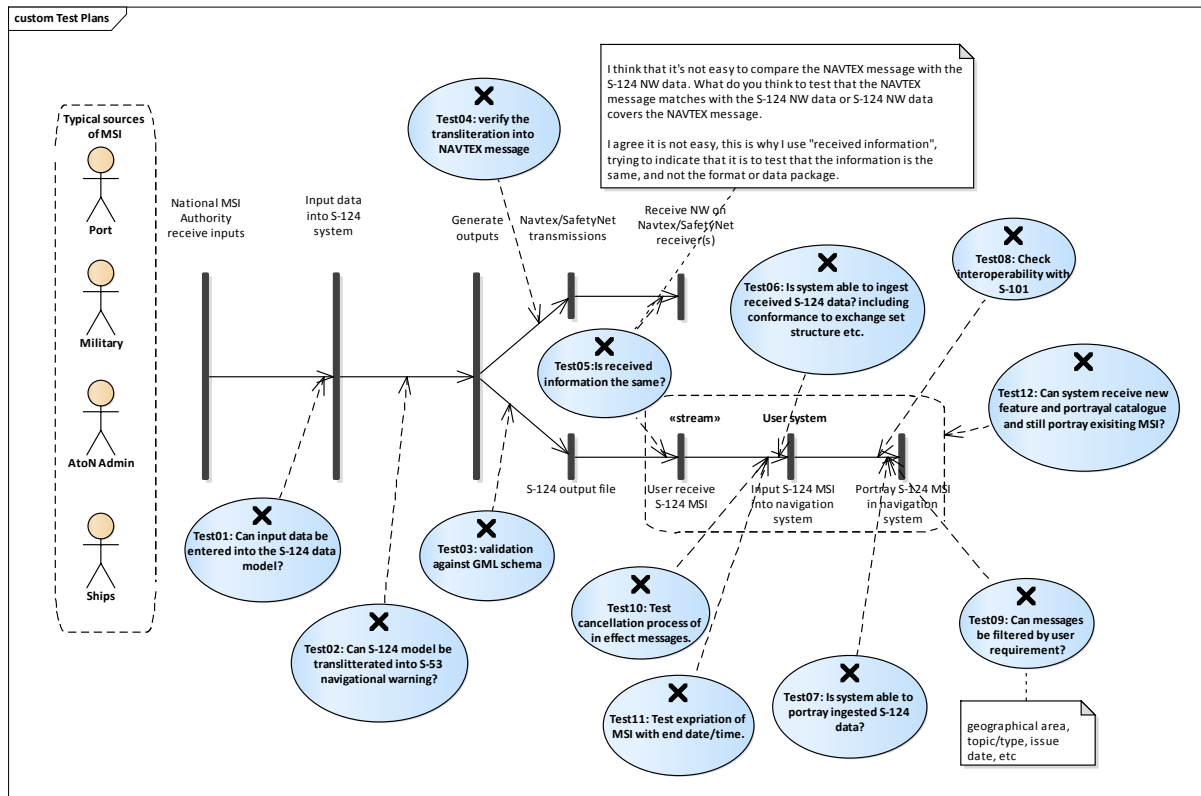 custom Test Plans
Typical sources
of MSI
Port
Military
AtoN Admin
Ships
National MSI
Authority
receive inputs
Input data
into S-124
system
Generate
outputs
Navtex/SafetyNet
transmissions
Receive NW on
Navtex/SafetyNet
receiver(s)
Test04: verify the
transliteration into
NAVTEX message
I think that it's not easy to compare the NAVTEX message with the
S-124 NW data. What do you think to test that the NAVTEX
message matches with the S-124 NW data or S-124 NW data
covers the NAVTEX message.
I agree it is not easy, this is why I use "received information",
trying to indicate that it is to test that the information is the
same, and not the format or data package.
Test06: Is system able to ingest
received S-124 data? including
conformance to exchange set
structure etc.
Test08: Check
interoperability with
S-101
Test05:Is received
information the same?
Test12: Can system receive new
feature and portrayal catalogue
and still portray exisiting MSI?
«stream»
User system
S-124 output file
User receive
S-124 MSI
Input S-124 MSI
into navigation
system
Portray S-124 MSI
in navigation
system
Test01: Can input data be
entered into the S-124 data
model?
Test03: validation
against GML schema
Test02: Can S-124 model be
translitterated into S-53
navigational warning?
Test10: Test
cancellation process of
in effect messages.
Test11: Test expriation of
MSI with end date/time.
Test07: Is system able to
portray ingested S-124
data?
Test09: Can messages
be filtered by user
requirement?
geographical area,
topic/type, issue
date, etc